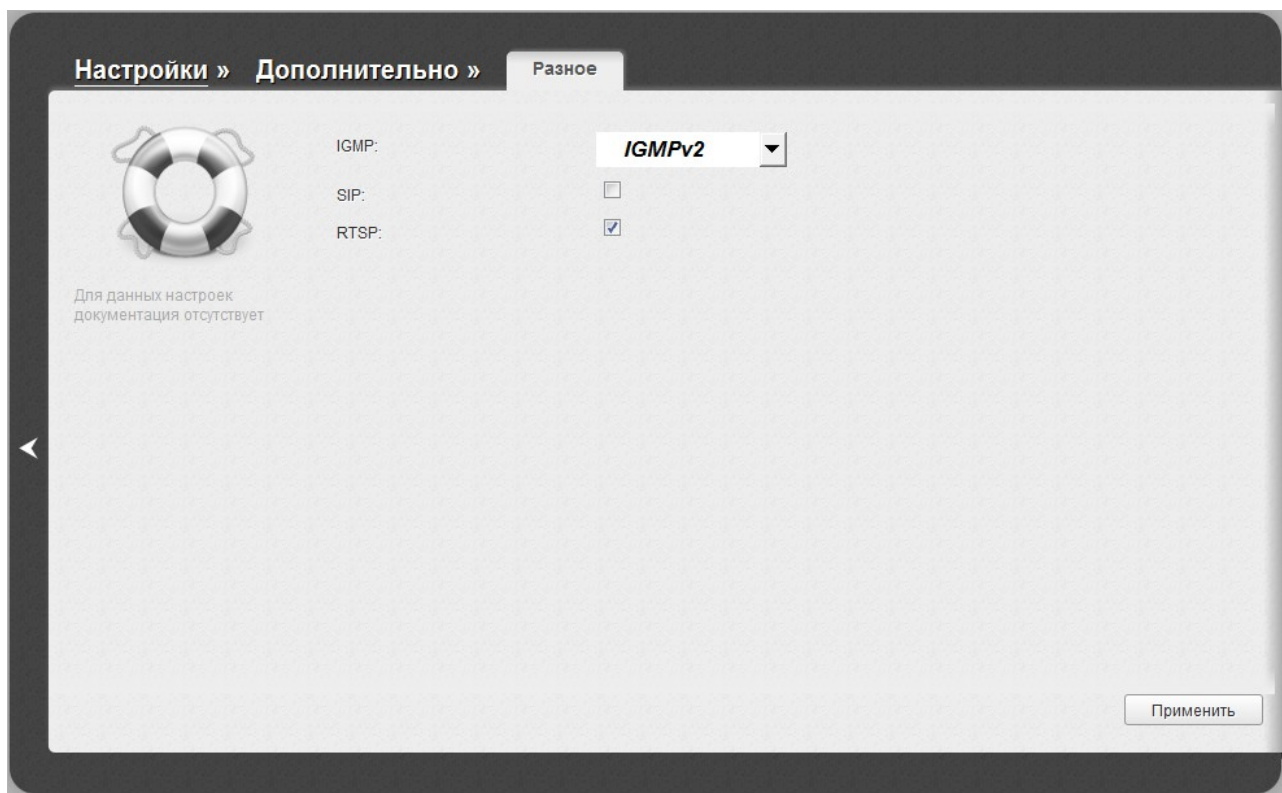 Настройки » Дополнительно » Разное
IGMP: IGMPv2
SIP:
RTSP:
Для данных настроек
документация отсутствует
Применить